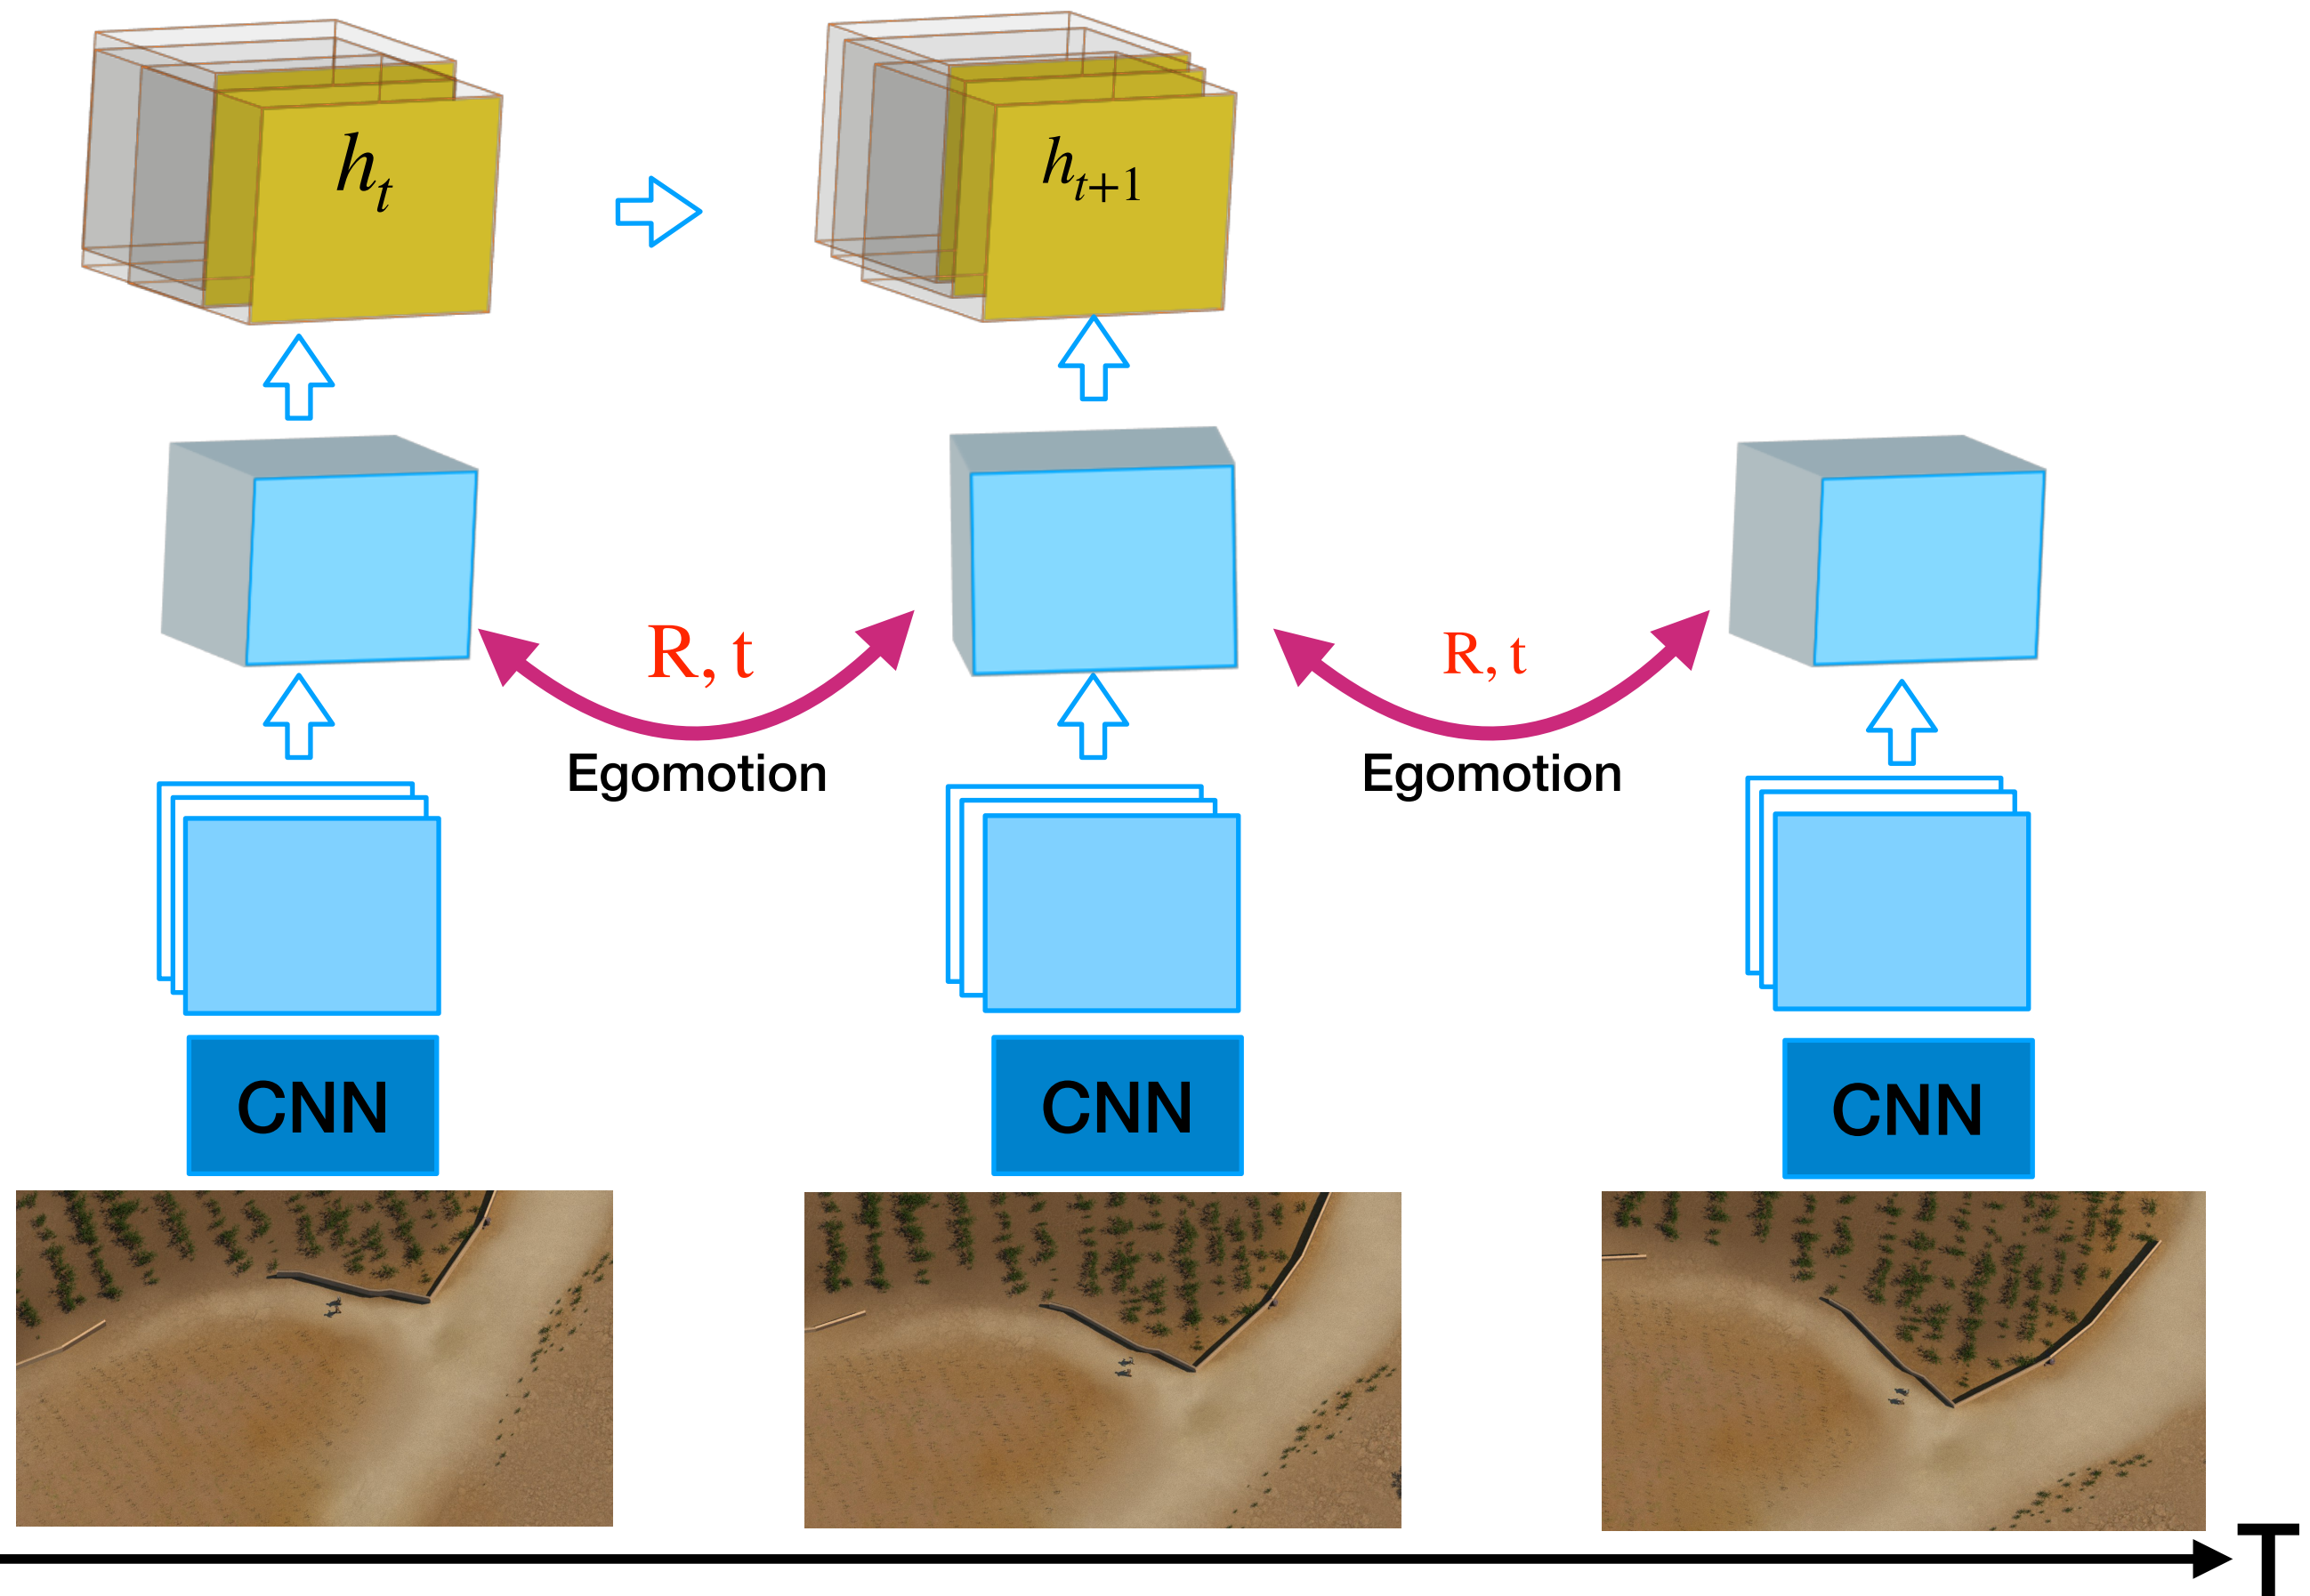 h_t
h_{t+1}
R, t
R, t
Egomotion
Egomotion
CNN
CNN
CNN
T